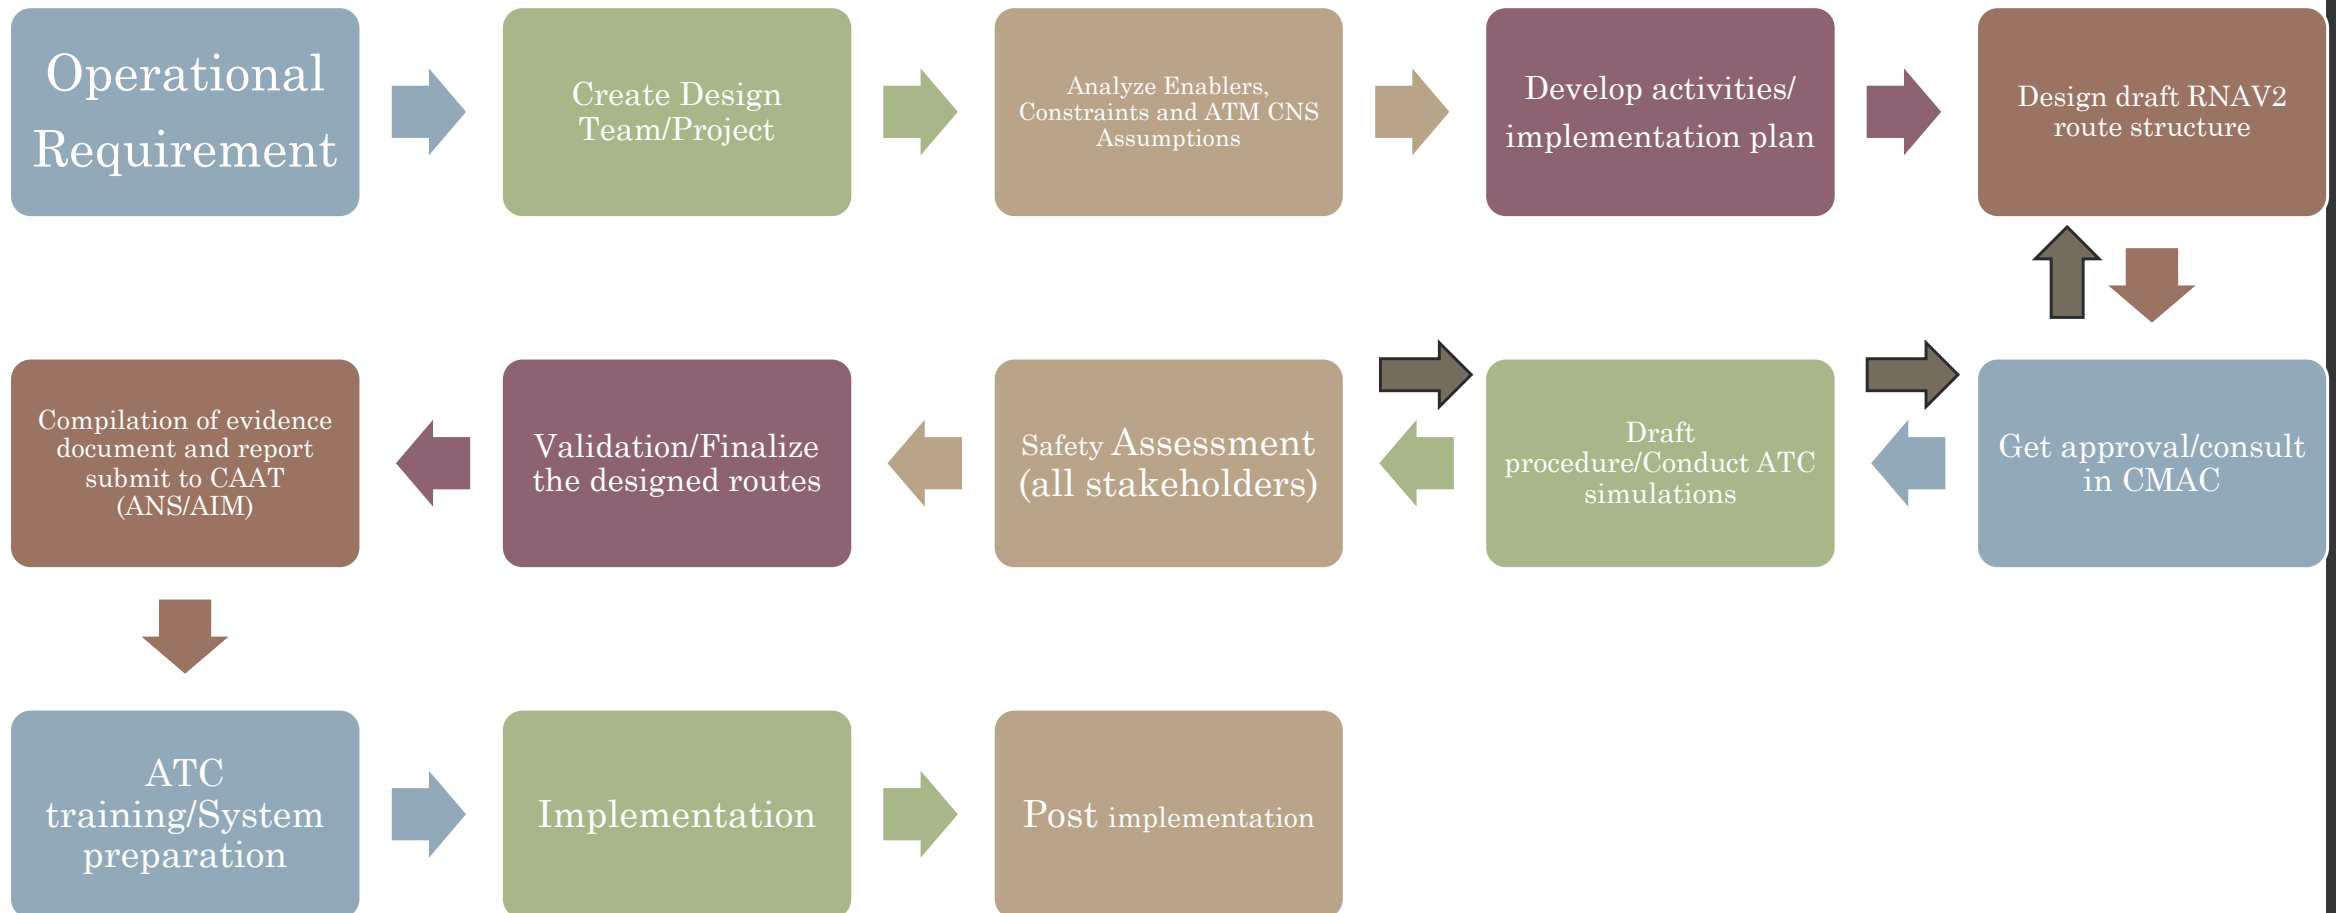 Operational
Requirement
Create Design
Team/Project
Analyze Enablers,
Constraints and ATM CNS
Assumptions
Develop activities/
implementation plan
Design draft RNAV2
route structure
Compilation of evidence
document and report
submit to CAAT
(ANS/AIM)
Validation/Finalize
the designed routes
Safety Assessment
(all stakeholders)
Draft
procedure/Conduct ATC
simulations
Get approval/consult
in CMAC
ATC
training/System
preparation
Implementation
Post implementation